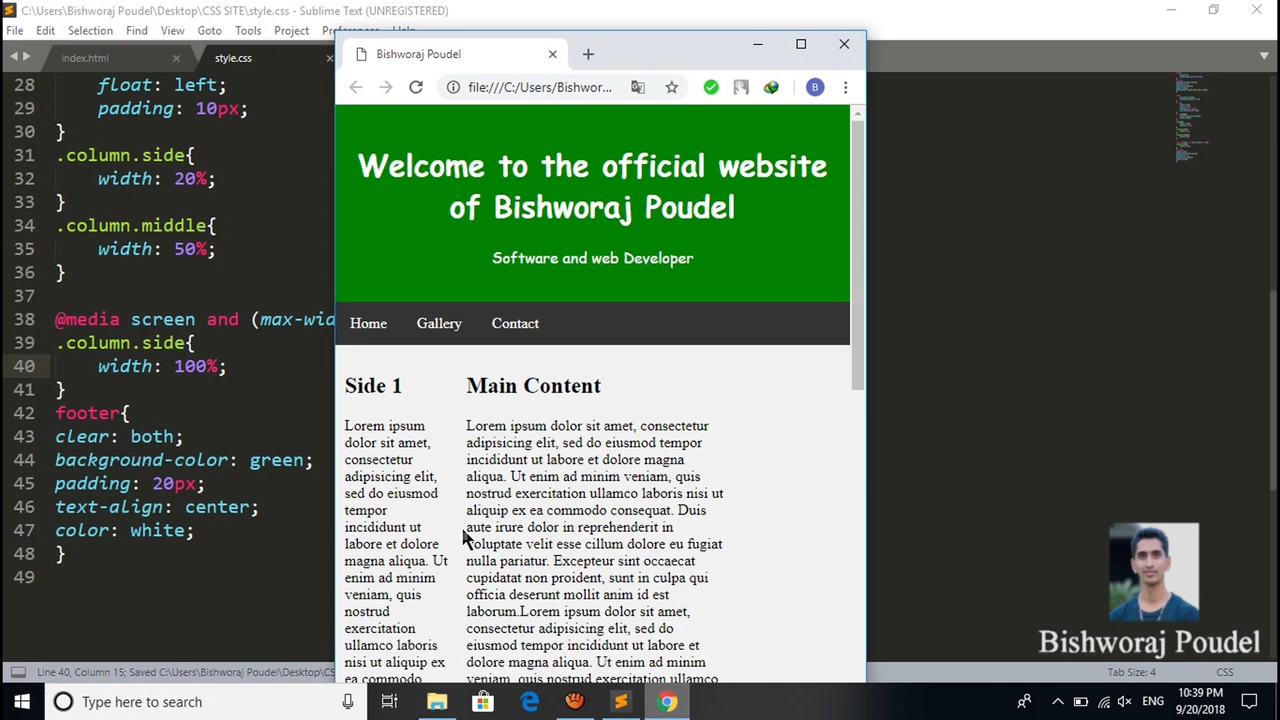 C:\Users\Bishworaj Poudel\Desktop\CSS SITE\style.css - Sublime Text (UNREGISTERED)
File Edit Selection Find View Goto Tools Project Preferences Help
index.html
style.css
28 float: left;
29 padding: 10px;
30 }
31 .column.side{
32 width: 20%;
33 }
34 .column.middle{
35 width: 50%;
36 }
37
38 @media screen and (max-wid
39 .column.side{
40 width: 100%;
41 }
42 footer{
43 clear: both;
44 background-color: green;
45 padding: 20px;
46 text-align: center;
47 color: white;
48 }
49
Bishworaj Poudel
file:///C:/Users/Bishwor...
B
Welcome to the official website
of Bishworaj Poudel
Software and web Developer
Home Gallery Contact
Side 1
Lorem ipsum
dolor sit amet,
consectetur
adipisicing elit,
sed do eiusmod
tempor
incididunt ut
labore et dolore
magna aliqua. Ut
enim ad minim
veniam, quis
nostrud
exercitation
ullamco laboris
nisi ut aliquip ex
ea commodo
Main Content
Lorem ipsum dolor sit amet, consectetur
adipisicing elit, sed do eiusmod tempor
incididunt ut labore et dolore magna
aliqua. Ut enim ad minim veniam, quis
nostrud exercitation ullamco laboris nisi ut
aliquip ex ea commodo consequat. Duis
aute irure dolor in reprehenderit in
voluptate velit esse cillum dolore eu fugiat
nulla pariatur. Excepteur sint occaecat
cupidatat non proident, sunt in culpa qui
officia deserunt mollit anim id est
laborum.Lorem ipsum dolor sit amet,
consectetur adipisicing elit, sed do
eiusmod tempor incididunt ut labore et
dolore magna aliqua. Ut enim ad minim
veniam, quis nostrud exercitation
Bishworaj Poudel
Line 40, Column 15; Saved C:\Users\Bishworaj Poudel\Desktop\CS
Tab Size: 4
CSS
Type here to search
ENG
10:39 PM
9/20/2018